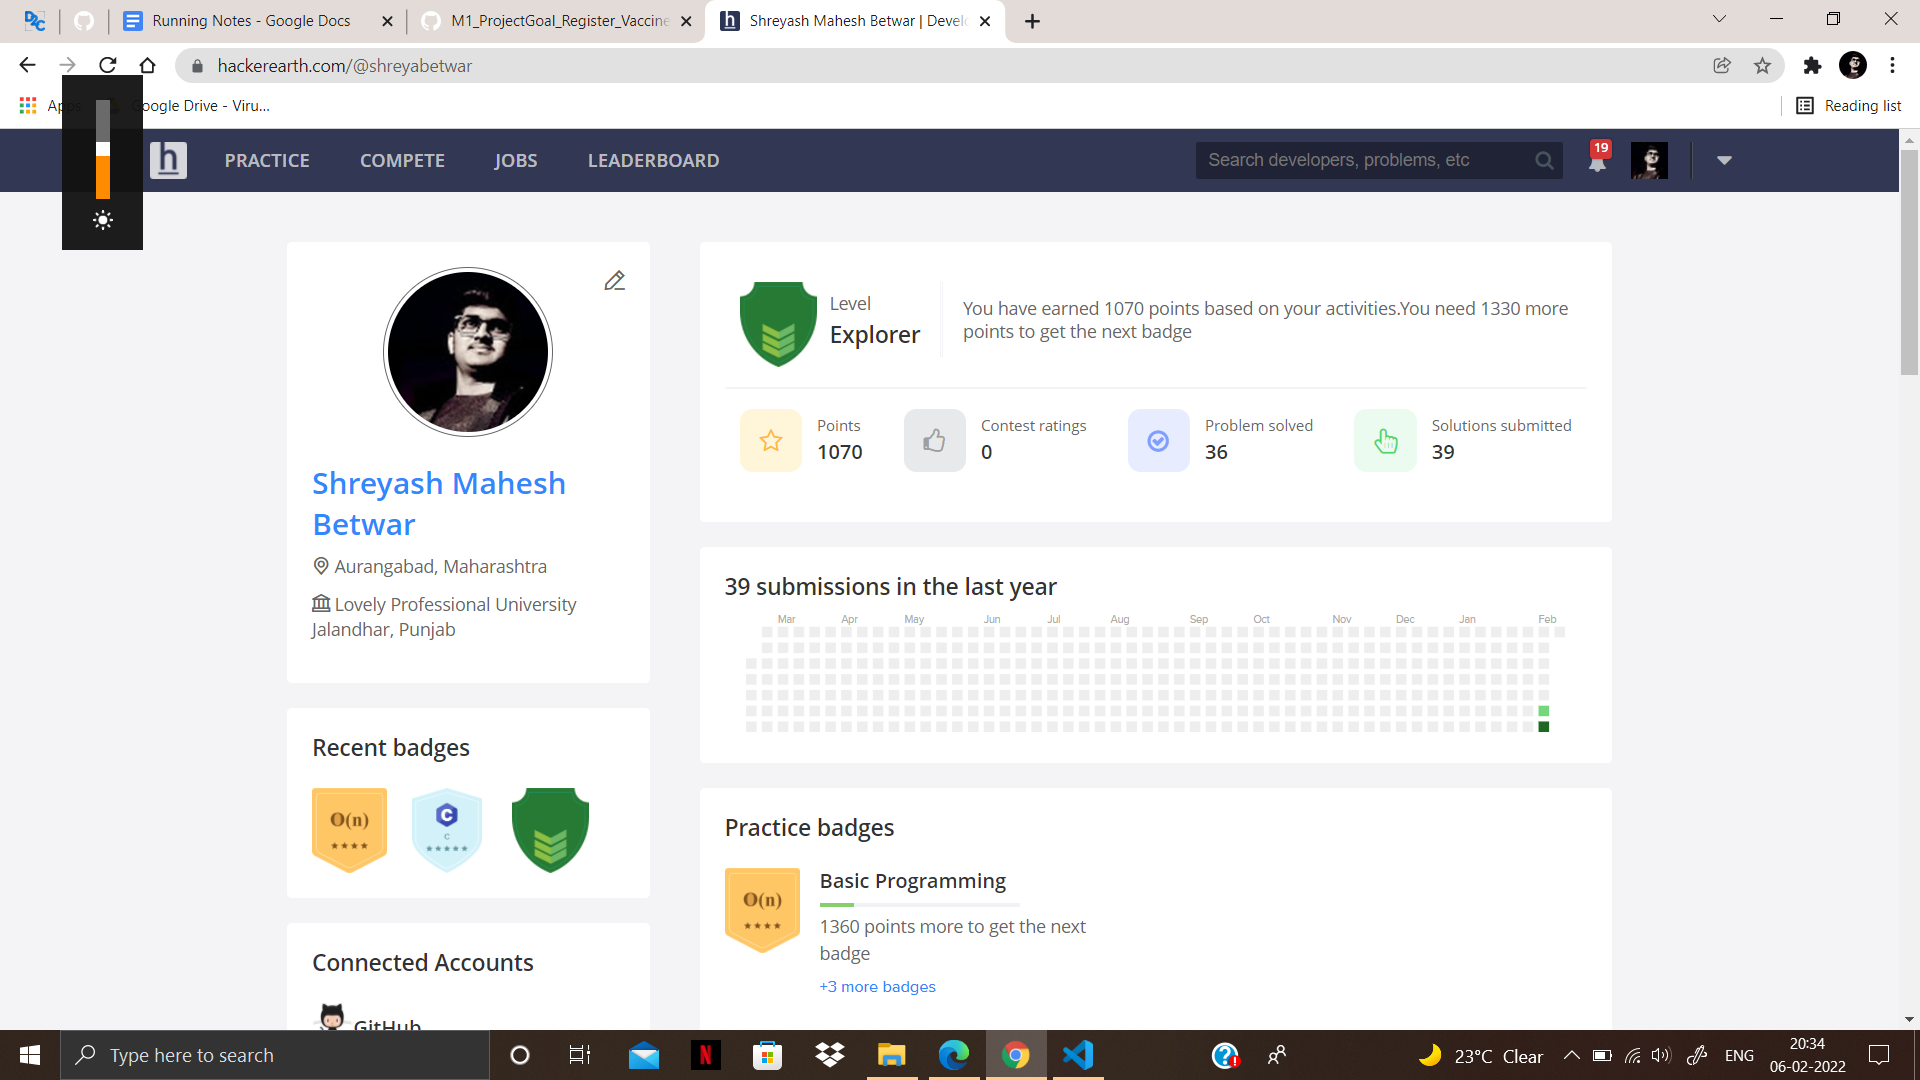 Running Notes - Google Docs
M1_ProjectGoal_Register_Vaccine
Shreyash Mahesh Betwar | Devel
hackerearth.com/@shreyabetwar
Google Drive - Viru...
Reading list
h
PRACTICE
COMPETE
JOBS
LEADERBOARD
Search developers, problems, etc
19
Level
Explorer
You have earned 1070 points based on your activities.You need 1330 more
points to get the next badge
Points
1070
Contest ratings
0
Problem solved
36
Solutions submitted
39
Shreyash Mahesh
Betwar
Aurangabad, Maharashtra
Lovely Professional University
Jalandhar, Punjab
39 submissions in the last year
Mar Apr May Jun Jul Aug Sep Oct Nov Dec Jan Feb
Recent badges
O(n)
C
C
Practice badges
O(n)
Basic Programming
1360 points more to get the next
badge
+3 more badges
Connected Accounts
GitHub
Type here to search
23°C Clear
ENG
20:34
06-02-2022